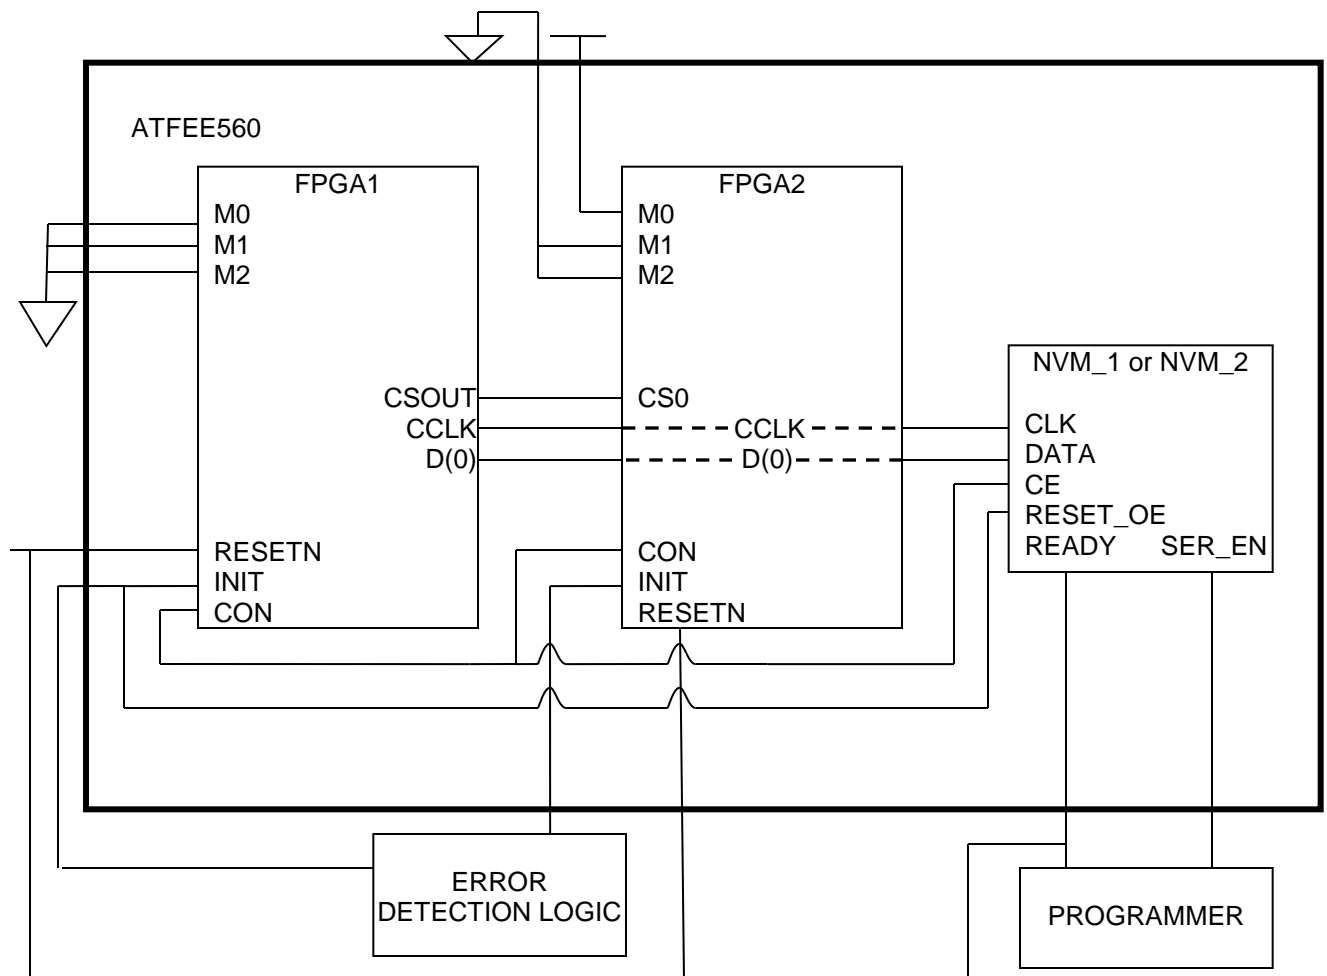 ATFEE560
FPGA1
M0
M1
M2
CSOUT
CCLK
D(0)
RESETN
INIT
CON
FPGA2
M0
M1
M2
CS0
CCLK
D(0)
CON
INIT
RESETN
NVM_1 or NVM_2
CLK
DATA
CE
RESET_OE
READY SER_EN
ERROR
DETECTION LOGIC
PROGRAMMER